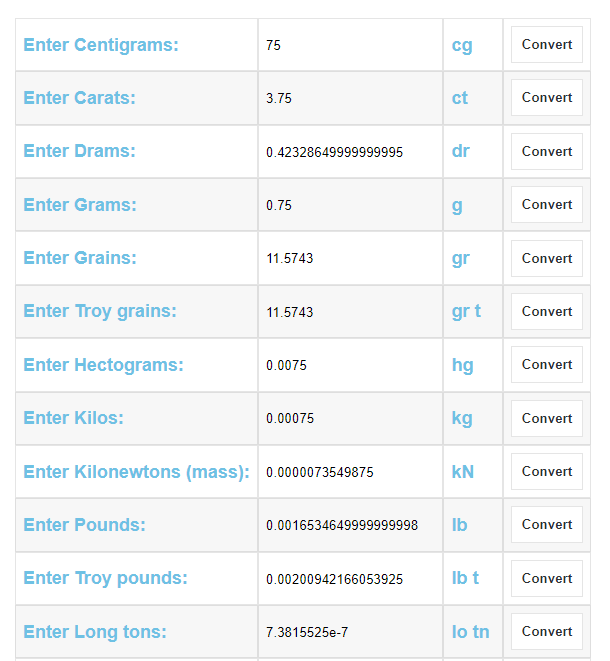 Enter Centigrams: 75 cg Convert
Enter Carats: 3.75 ct Convert
Enter Drams: 0.42328649999999995 dr Convert
Enter Grams: 0.75 g Convert
Enter Grains: 11.5743 gr Convert
Enter Troy grains: 11.5743 gr t Convert
Enter Hectograms: 0.0075 hg Convert
Enter Kilos: 0.00075 kg Convert
Enter Kilonewtons (mass): 0.0000073549875 kN Convert
Enter Pounds: 0.0016534649999999998 lb Convert
Enter Troy pounds: 0.00200942166053925 lb t Convert
Enter Long tons: 7.3815525e-7 lo tn Convert